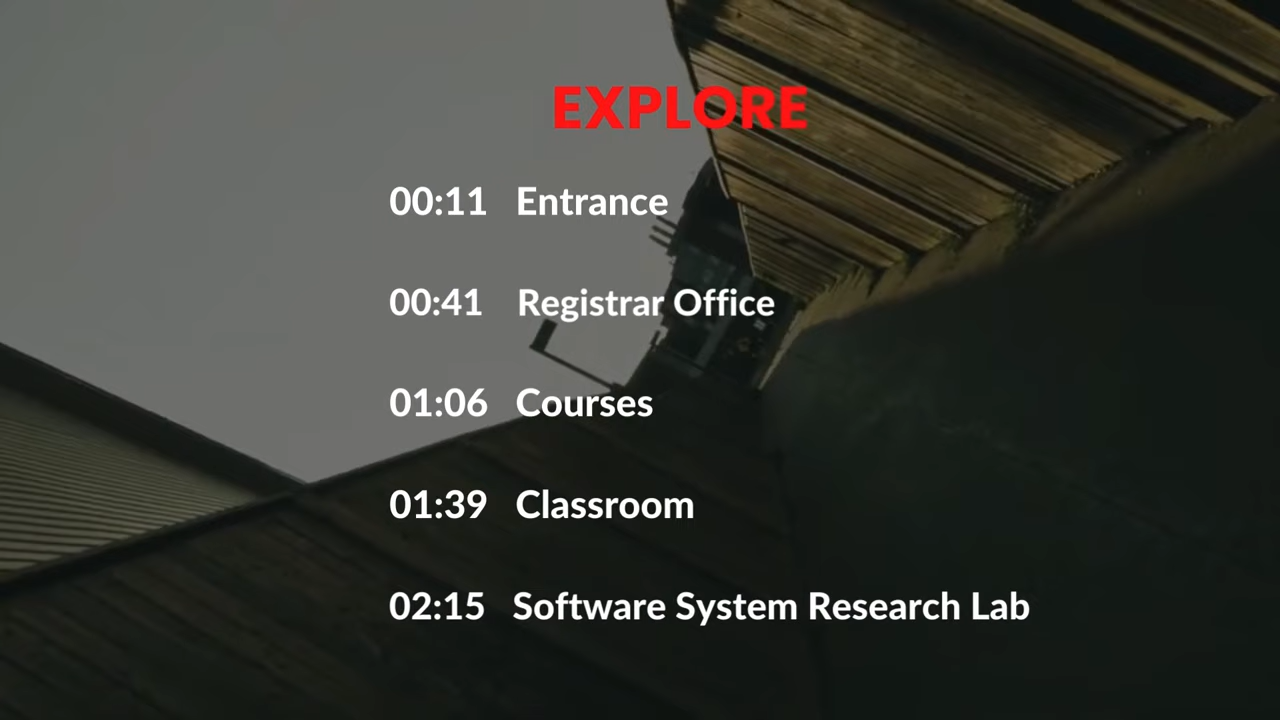 EXPLORE
00:11 Entrance
00:41 Registrar Office
01:06 Courses
01:39 Classroom
02:15 Software System Research Lab